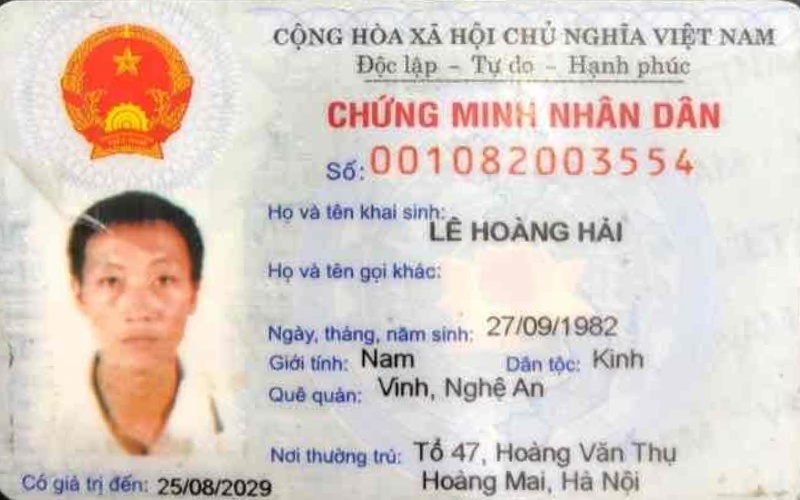 CỘNG HÒA XÃ HỘI CHỦ NGHĨA VIỆT NAM
Độc lập - Tự do - Hạnh phúc
CHỨNG MINH NHÂN DÂN
Số: 001082003554
Họ và tên khai sinh: LÊ HOÀNG HẢI
Họ và tên gọi khác:
Ngày, tháng, năm sinh: 27/09/1982
Giới tính: Nam Dân tộc: Kinh
Quê quán: Vinh, Nghệ An
Nơi thường trú: Tổ 47, Hoàng Văn Thụ
Hoàng Mai, Hà Nội
Có giá trị đến: 25/08/2029